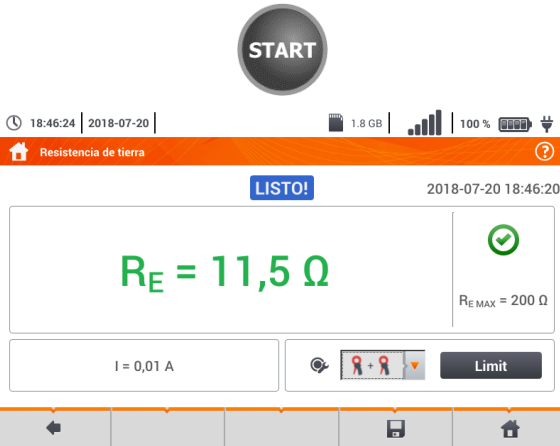 START
18:46:24 2018-07-20 1.8 GB 100 %
Resistencia de tierra ?
LISTO! 2018-07-20 18:46:20
RE = 11,5 Ω
RE MAX = 200 Ω
I = 0,01 A + Limit